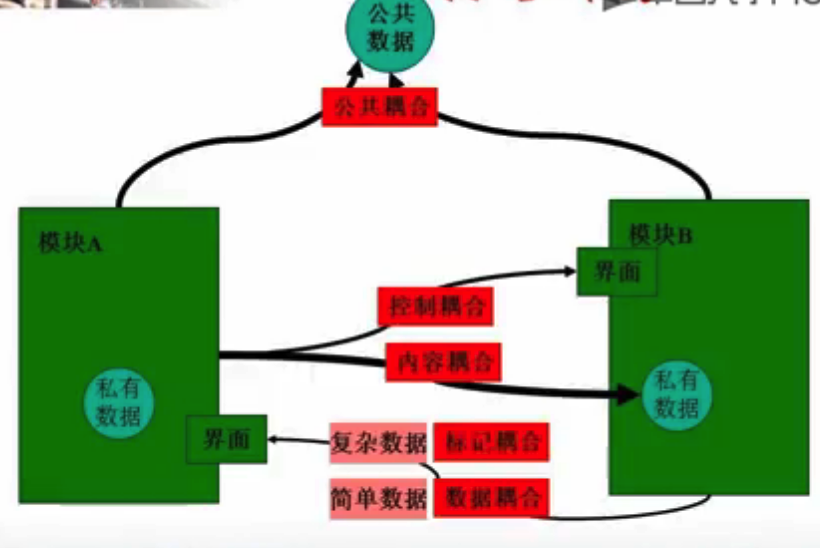 公共
数据
公共耦合
模块A
模块B
界面
控制耦合
内容耦合
私有
数据
私有
数据
界面
复杂数据
标记耦合
简单数据
数据耦合